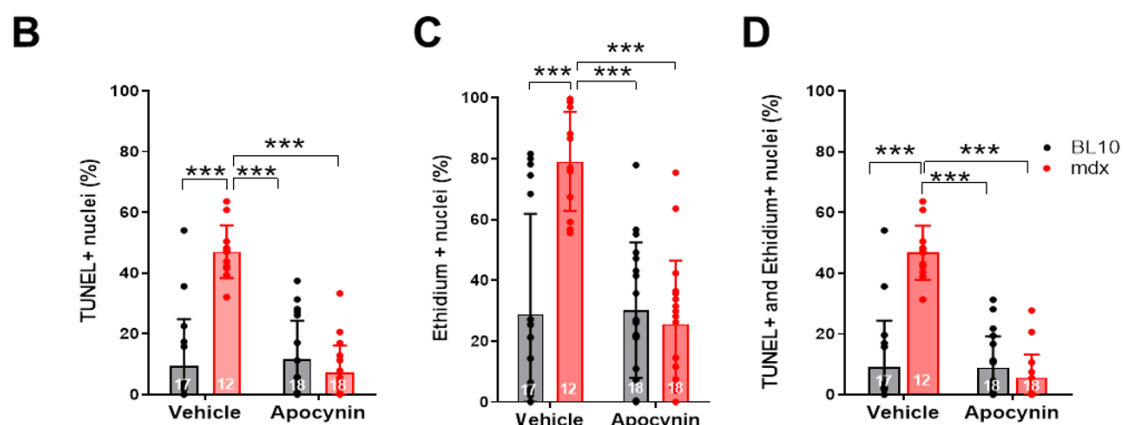 B
TUNEL+ nuclei (%)
100
80
60
40
20
0
***
***
***
17
12
18
18
Vehicle
Apocynin
C
Ethidium + nuclei (%)
100
80
60
40
20
0
***
***
***
17
12
18
18
Vehicle
Apocynin
D
TUNEL+ and Ethidium+ nuclei (%)
100
80
60
40
20
0
***
***
***
17
12
18
18
Vehicle
Apocynin
BL10
mdx